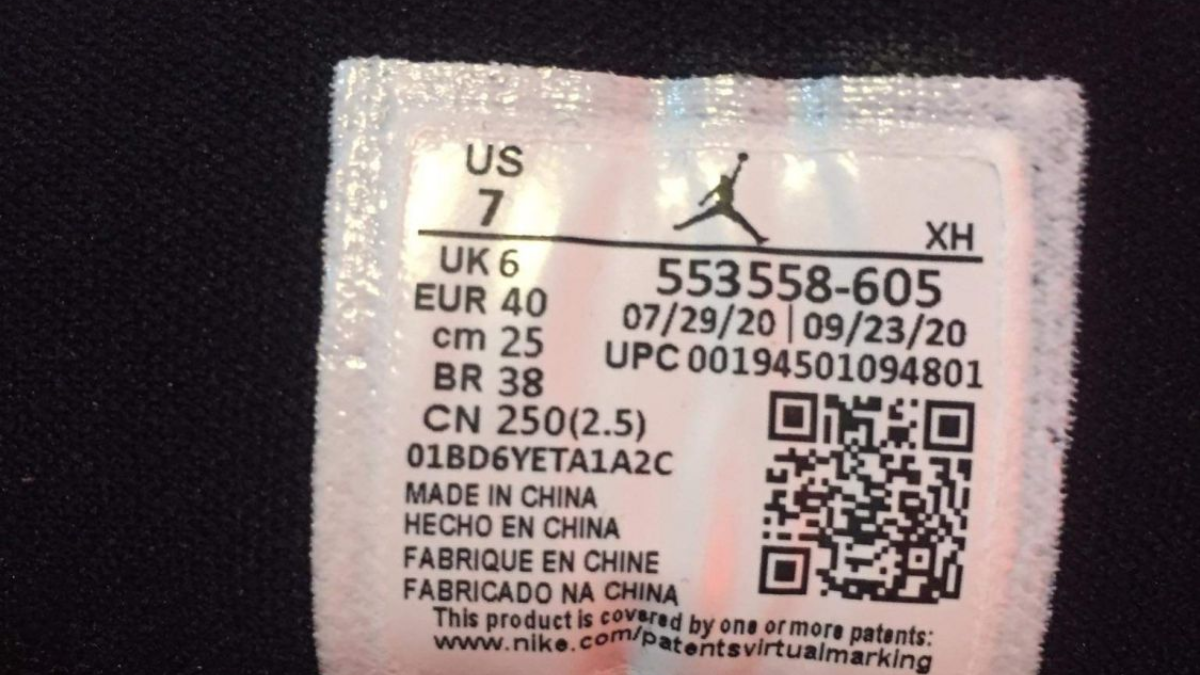 US
7
XH
UK 6
EUR 40
cm 25
BR 38
CN 250(2.5)
553558-605
07/29/20 | 09/23/20
UPC 00194501094801
01BD6YETA1A2C
MADE IN CHINA
HECHO EN CHINA
FABRIQUE EN CHINE
FABRICADO NA CHINA
This product is covered by one or more patents:
www.nike.com/patentsvirtualmarking